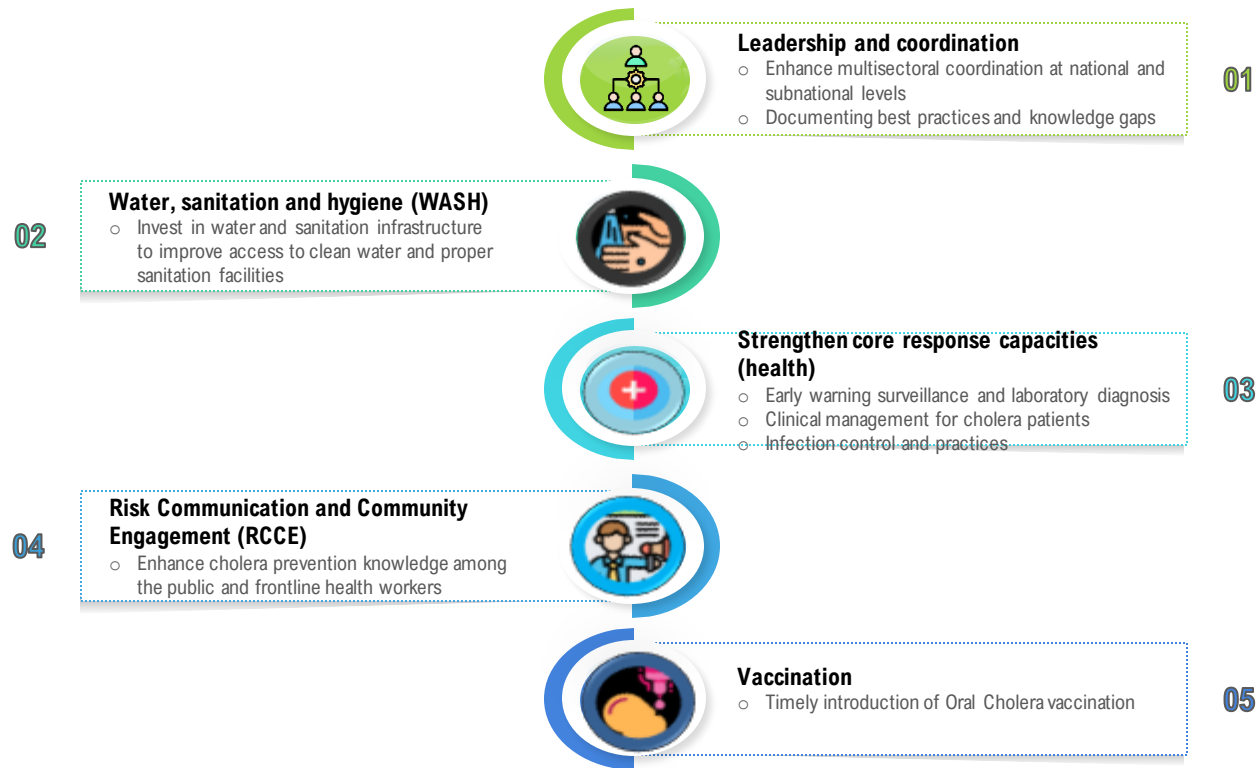 Leadership and coordination
○ Enhance multisectoral coordination at national and
subnational levels
○ Documenting best practices and knowledge gaps
01
02
Water, sanitation and hygiene (WASH)
○ Invest in water and sanitation infrastructure
to improve access to clean water and proper
sanitation facilities
Strengthen core response capacities
(health)
○ Early warning surveillance and laboratory diagnosis
○ Clinical management for cholera patients
○ Infection control and practices
03
04
Risk Communication and Community
Engagement (RCCE)
○ Enhance cholera prevention knowledge among
the public and frontline health workers
Vaccination
○ Timely introduction of Oral Cholera vaccination
05